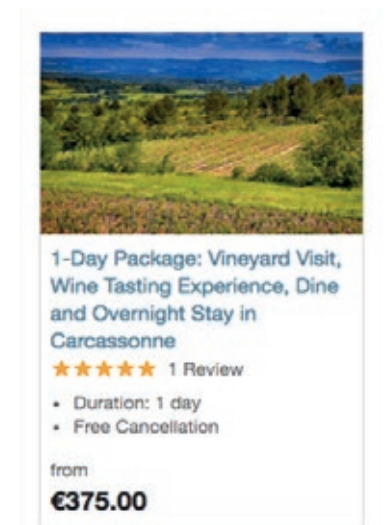 1-Day Package: Vineyard Visit,
Wine Tasting Experience, Dine
and Overnight Stay in
Carcassonne
1 Review
• Duration: 1 day
• Free Cancellation
from
€375.00